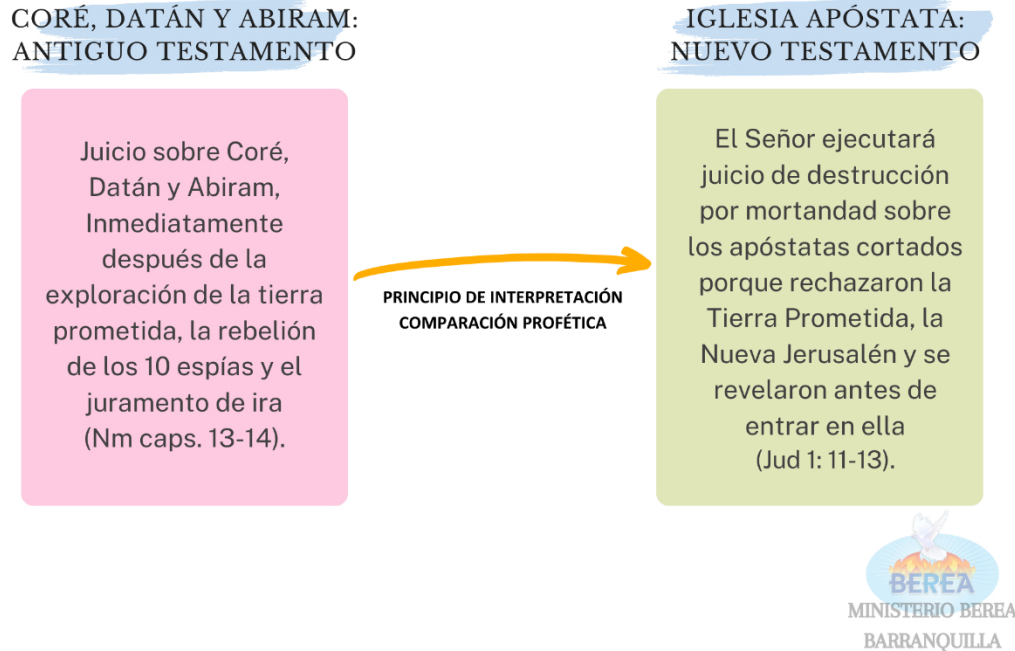 CORÉ, DATÁN Y ABIRAM:
ANTIGUO TESTAMENTO
Juicio sobre Coré,
Datán y Abiram,
Inmediatamente
después de la
exploración de la tierra
prometida, la rebelión
de los 10 espías y el
juramento de ira
(Nm caps. 13-14).
PRINCIPIO DE INTERPRETACIÓN
COMPARACIÓN PROFÉTICA
IGLESIA APÓSTATA:
NUEVO TESTAMENTO
El Señor ejecutará
juicio de destrucción
por mortandad sobre
los apóstatas cortados
porque rechazaron la
Tierra Prometida, la
Nueva Jerusalén y se
revelaron antes de
entrar en ella
(Jud 1: 11-13).
BEREA
MINISTERIO BEREA
BARRANQUILLA